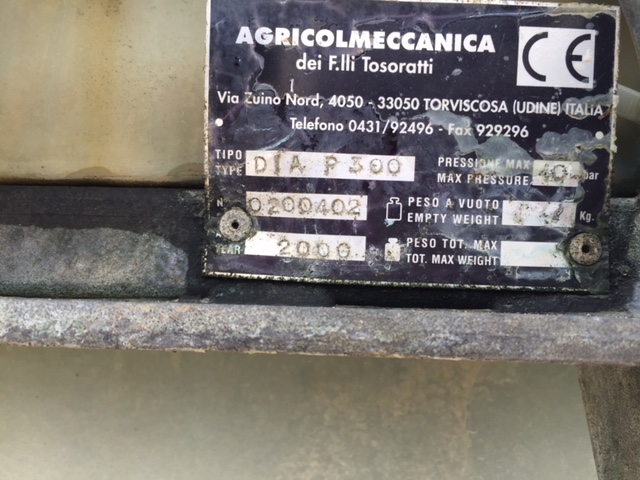 AGRICOLMECCANICA
dei F.lli Tosoratti
CE
Via Zuino Nord, 4050 - 33050 TORVISCOSA (UDINE) ITALIA
Telefono 0431/92496 - Fax 929296
TIPO TYPE DIA P 300 PRESSIONE MAX MAX PRESSURE 40 bar
N. 0200402 PESO A VUOTO EMPTY WEIGHT Kg.
YEAR 2000 PESO TOT. MAX TOT. MAX WEIGHT